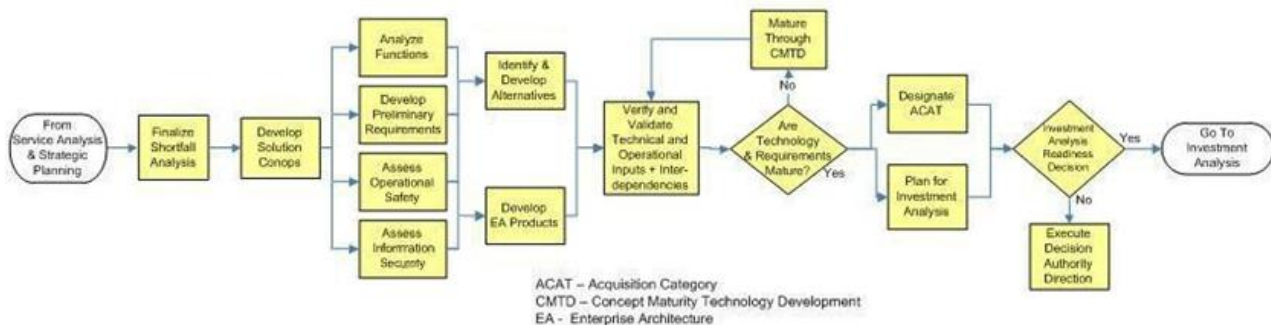 From
Service Analysis
& Strategic
Planning
Finalize
Shortfall
Analysis
Develop
Solution
Conops
Analyze
Functions
Develop
Preliminary
Requirements
Assess
Operational
Safety
Assess
Information
Security
Identify &
Develop
Alternatives
Develop
EA Products
Verify and
Validate
Technical and
Operational
Inputs + Inter-
dependencies
Mature
Through
CMTD
No
Are
Technology
& Requirements
Mature?
Yes
Designate
ACAT
Plan for
Investment
Analysis
Investment
Analysis
Readiness
Decision
Yes
No
Go To
Investment
Analysis
Execute
Decision
Authority
Direction
ACAT – Acquisition Category
CMTD – Concept Maturity Technology Development
EA - Enterprise Architecture